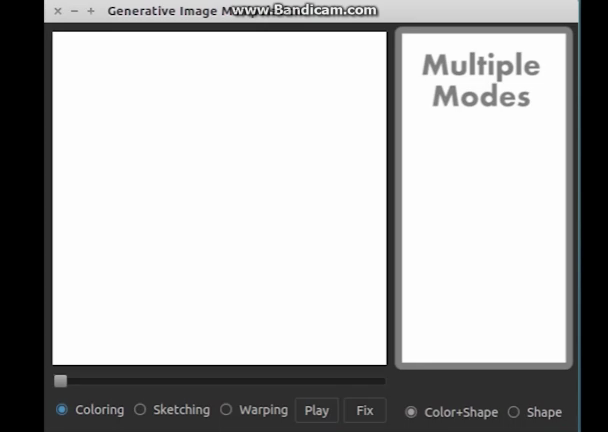 Generative Image M
www.Bandicam.com
Multiple
Modes
Coloring Sketching Warping Play Fix
Color+Shape Shape